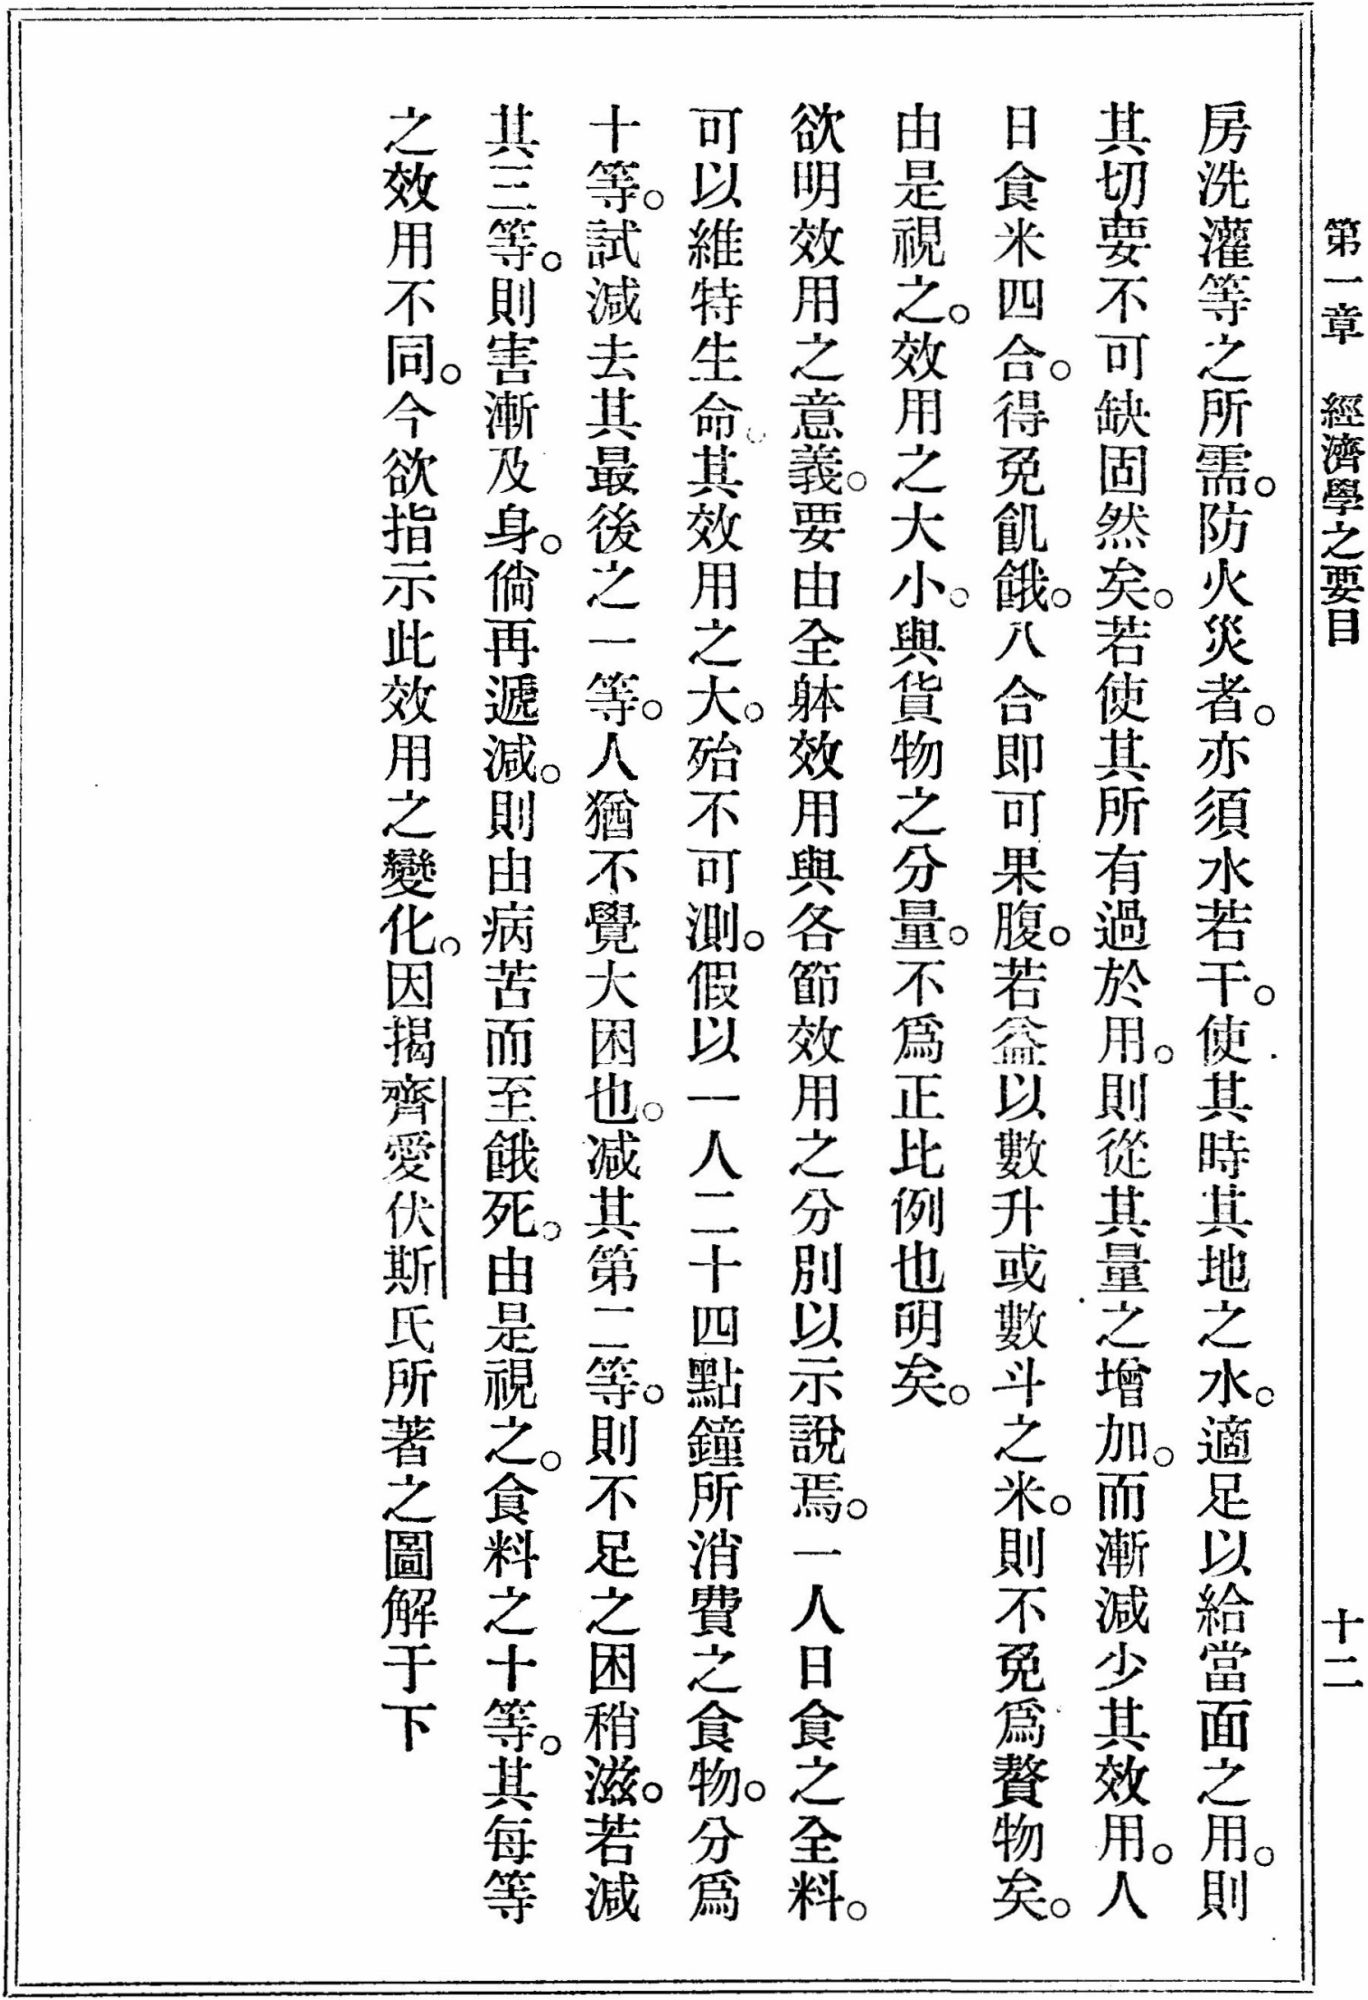 第一章　經濟學之要目　十二
房洗灌等之所需。防火災者。亦須水若干。使其時其地之水。適足以給當面之用。則
其切要不可缺固然矣。若使其所有過於用。則從其量之增加。而漸減少其效用。人
日食米四合。得免飢餓。八合即可果腹。若益以數升或數斗之米。則不免爲贅物矣。
由是視之。效用之大小。與貨物之分量。不爲正比例也明矣。
欲明效用之意義。要由全躰效用與各節效用之分別以示說焉。一人日食之全料。
可以維特生命。其效用之大。殆不可測。假以一人二十四點鐘所消費之食物。分爲
十等。試減去其最後之一等。人猶不覺大困也。減其第二等。則不足之困稍滋。若減
其三等。則害漸及身。倘再遞減。則由病苦而至餓死。由是視之。食料之十等。其每等
之效用不同。今欲指示此效用之變化。因揭齊愛伏斯氏所著之圖解于下